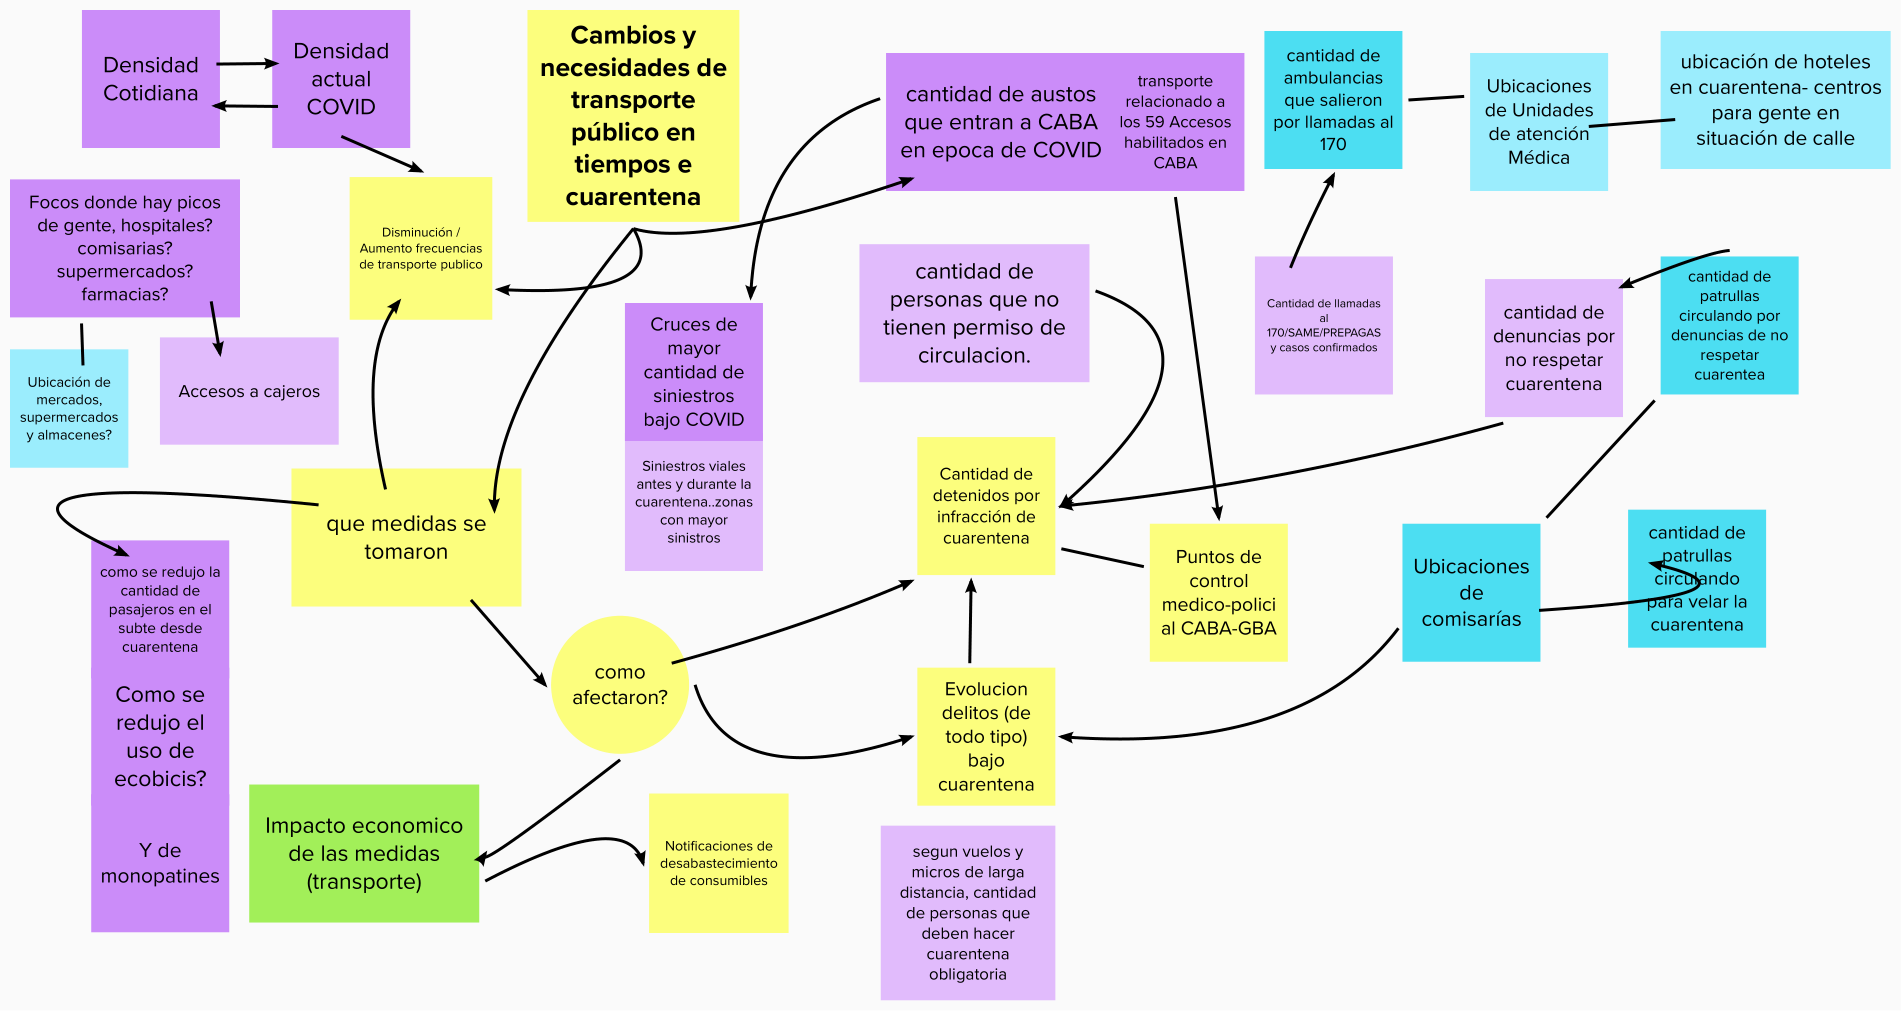 Densidad
Cotidiana
Densidad
actual
COVID
Cambios y
necesidades de
transporte
público en
tiempos e
cuarentena
cantidad de austos
que entran a CABA
en epoca de COVID
transporte
relacionado a
los 59 Accesos
habilitados en
CABA
cantidad de
ambulancias
que salieron
por llamadas al
170
Ubicaciones
de Unidades
de atención
Médica
ubicación de hoteles
en cuarentena- centros
para gente en
situación de calle
Focos donde hay picos
de gente, hospitales?
comisarias?
supermercados?
farmacias?
Disminución /
Aumento frecuencias
de transporte publico
cantidad de
personas que no
tienen permiso de
circulacion.
Cantidad de llamadas
al
170/SAME/PREPAGAS
y casos confirmados
cantidad de
denuncias por
no respetar
cuarentena
cantidad de
patrullas
circulando por
denuncias de no
respetar
cuarentea
Ubicación de
mercados,
supermercados
y almacenes?
Accesos a cajeros
Cruces de
mayor
cantidad de
siniestros
bajo COVID
Siniestros viales
antes y durante la
cuarentena..zonas
con mayor
sinistros
que medidas se
tomaron
Cantidad de
detenidos por
infracción de
cuarentena
Puntos de
control
medico-polici
al CABA-GBA
Ubicaciones
de
comisarías
cantidad de
patrullas
circulando
para velar la
cuarentena
como se redujo la
cantidad de
pasajeros en el
subte desde
cuarentena
Como se
redujo el
uso de
ecobicis?
Y de
monopatines
como
afectaron?
Evolucion
delitos (de
todo tipo)
bajo
cuarentena
Impacto economico
de las medidas
(transporte)
Notificaciones de
desabastecimiento
de consumibles
segun vuelos y
micros de larga
distancia, cantidad
de personas que
deben hacer
cuarentena
obligatoria